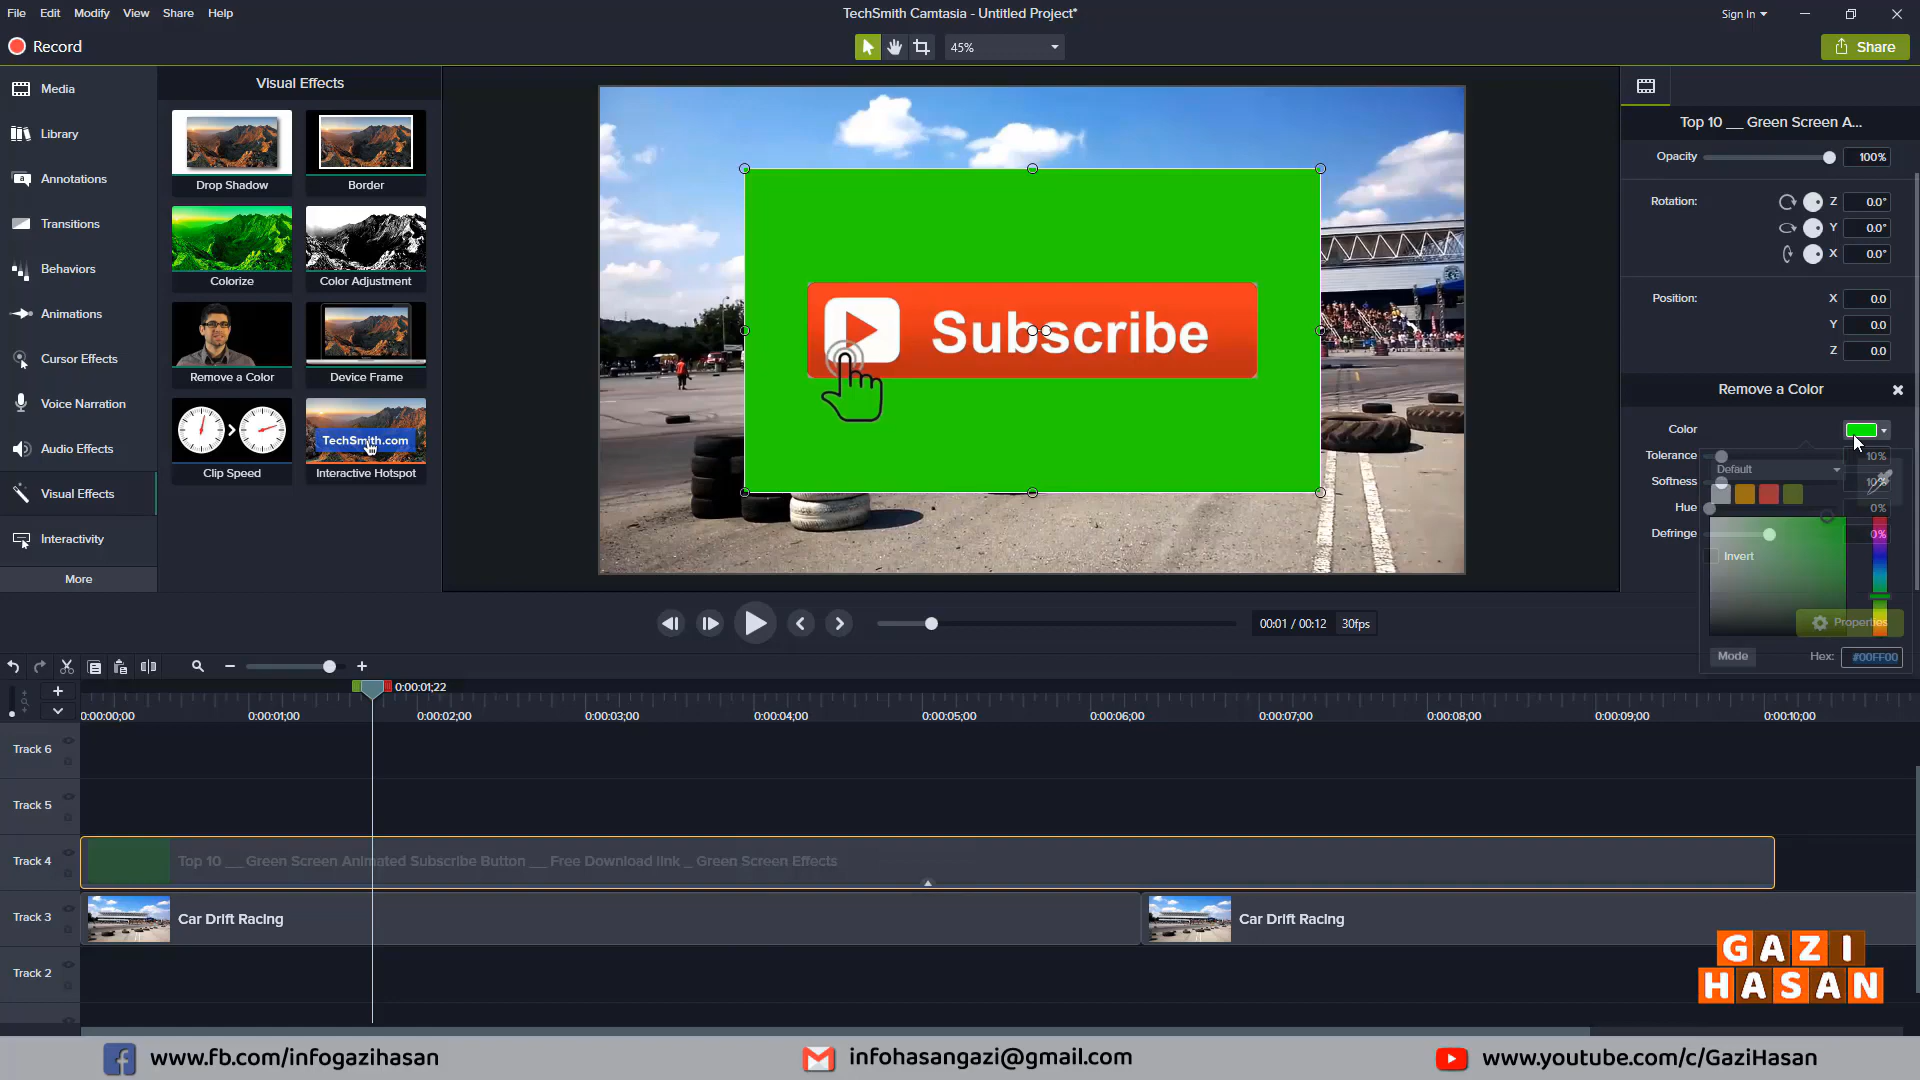 File Edit Modify View Share Help
TechSmith Camtasia - Untitled Project*
Sign In
Record
45%
Share
Media
Library
Annotations
Transitions
Behaviors
Animations
Cursor Effects
Voice Narration
Audio Effects
Visual Effects
Interactivity
More
Visual Effects
Drop Shadow Border
Colorize Color Adjustment
Remove a Color Device Frame
TechSmith.com
Clip Speed Interactive Hotspot
Subscribe
Top 10 __ Green Screen A...
Opacity 100%
Rotation: Z 0.0°
Y 0.0°
X 0.0°
Position: X 0.0
Y 0.0
Z 0.0
Remove a Color
Color
Tolerance 10%
Default
Softness 10%
Hue 0%
Defringe 0%
Invert
Properties
Mode Hex: #00FF00
00:01 / 00:12 30fps
0:00:01;22
0:00:00;00 0:00:01;00 0:00:02;00 0:00:03;00 0:00:04;00 0:00:05;00 0:00:06;00 0:00:07;00 0:00:08;00 0:00:09;00 0:00:10;00
Track 6
Track 5
Track 4 Top 10 __ Green Screen Animated Subscribe Button __ Free Download link _ Green Screen Effects
Track 3 Car Drift Racing Car Drift Racing
Track 2
GAZI
HASAN
www.fb.com/infogazihasan infohasangazi@gmail.com www.youtube.com/c/GaziHasan